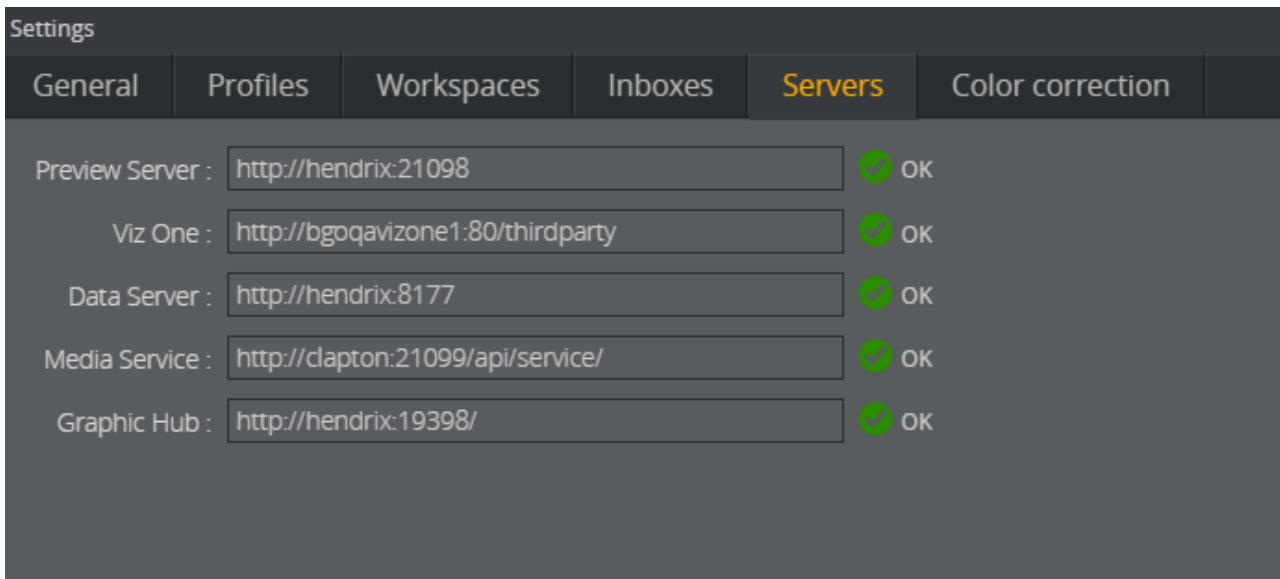 Settings
General Profiles Workspaces Inboxes Servers Color correction
Preview Server : http://hendrix:21098 OK
Viz One : http://bgoqavizone1:80/thirdparty OK
Data Server : http://hendrix:8177 OK
Media Service : http://clapton:21099/api/service/ OK
Graphic Hub : http://hendrix:19398/ OK